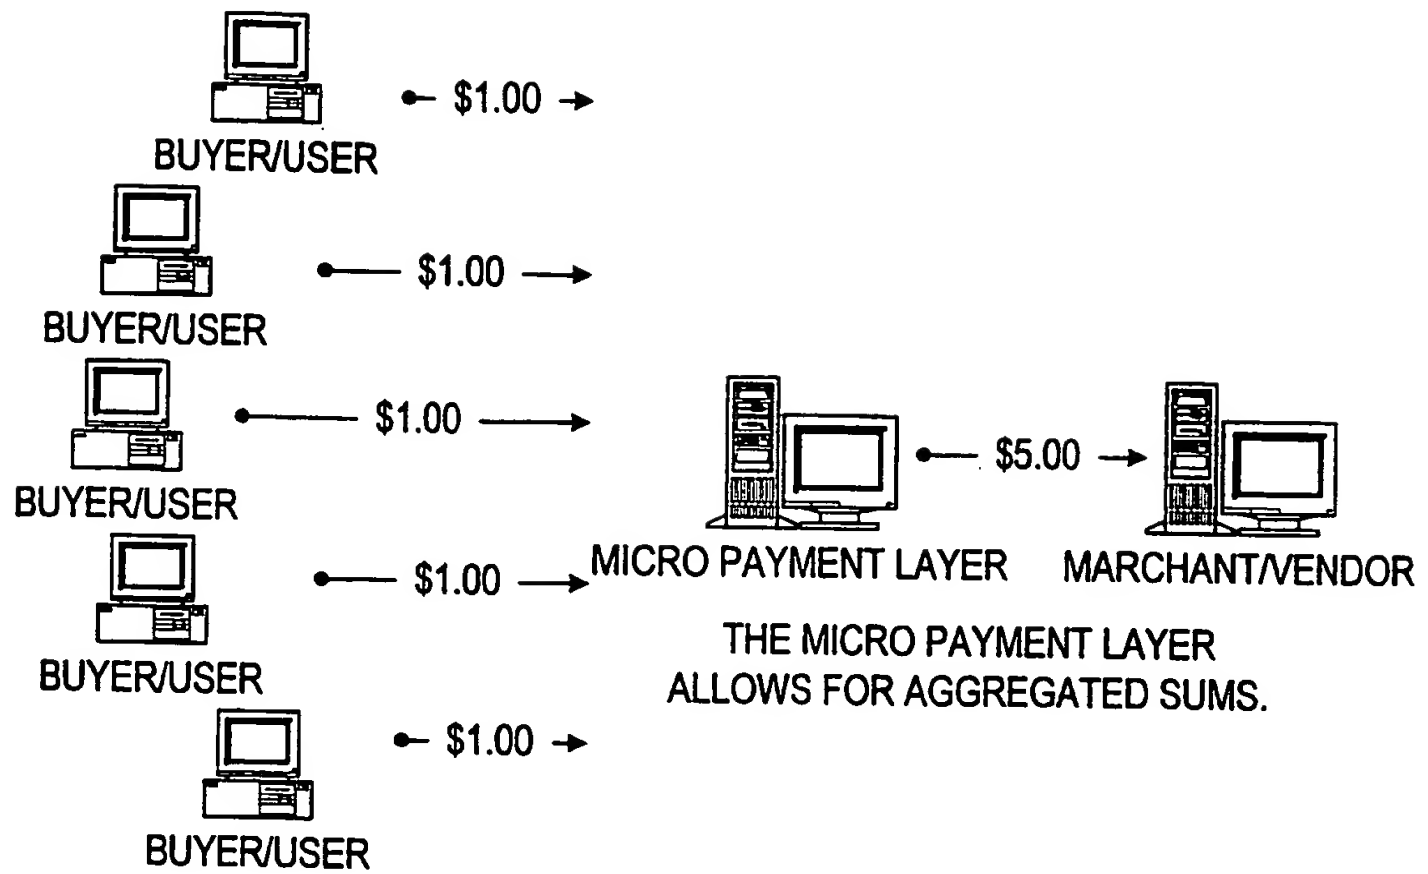 $1.00
BUYER/USER
$1.00
BUYER/USER
$1.00
BUYER/USER
$1.00
BUYER/USER
$1.00
BUYER/USER
$5.00
MICRO PAYMENT LAYER
MARCHANT/VENDOR
THE MICRO PAYMENT LAYER
ALLOWS FOR AGGREGATED SUMS.